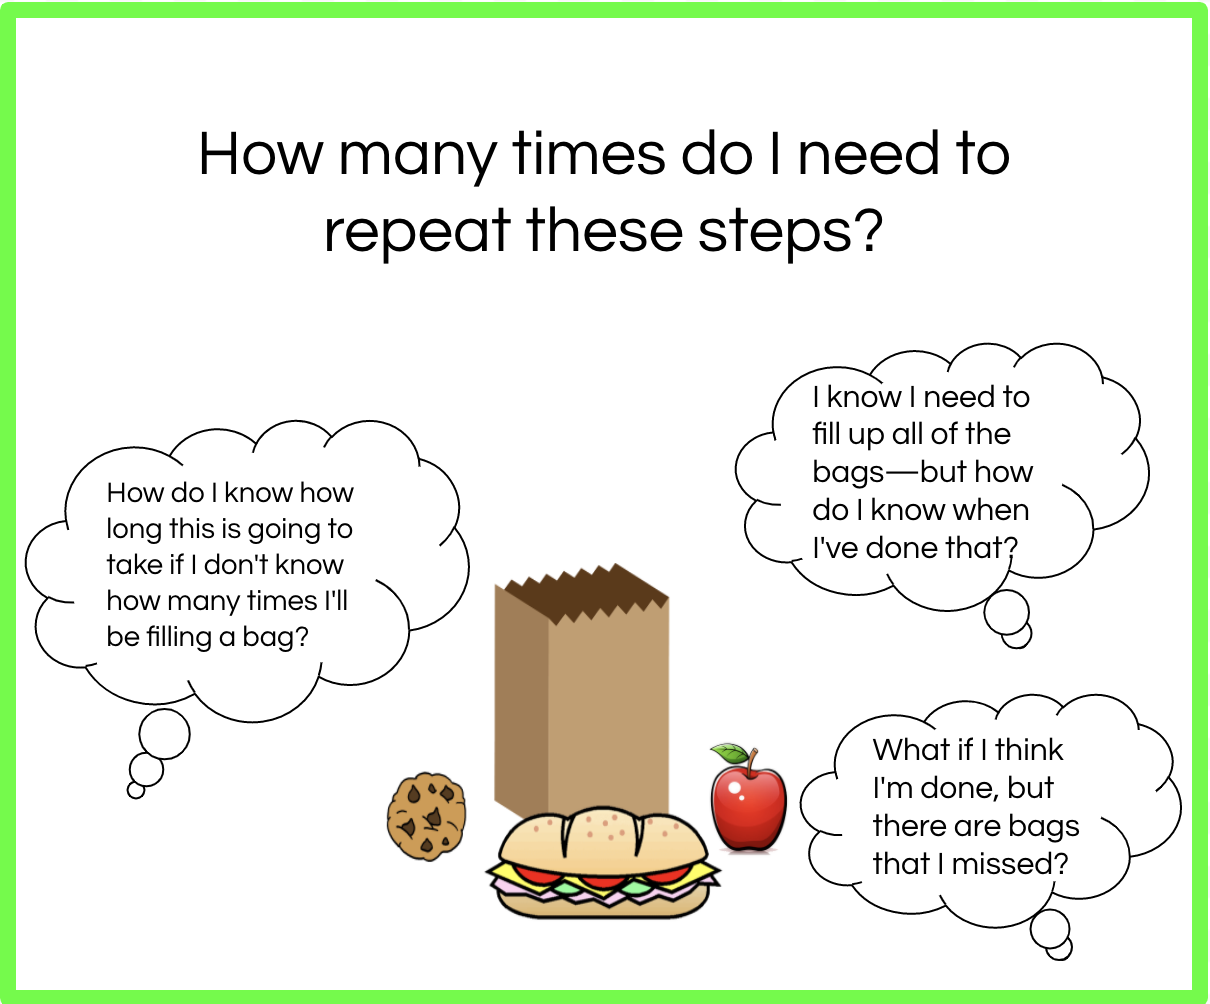 How many times do I need to
repeat these steps?
How do I know how
long this is going to
take if I don't know
how many times I'll
be filling a bag?
I know I need to
fill up all of the
bags—but how
do I know when
I've done that?
What if I think
I'm done, but
there are bags
that I missed?